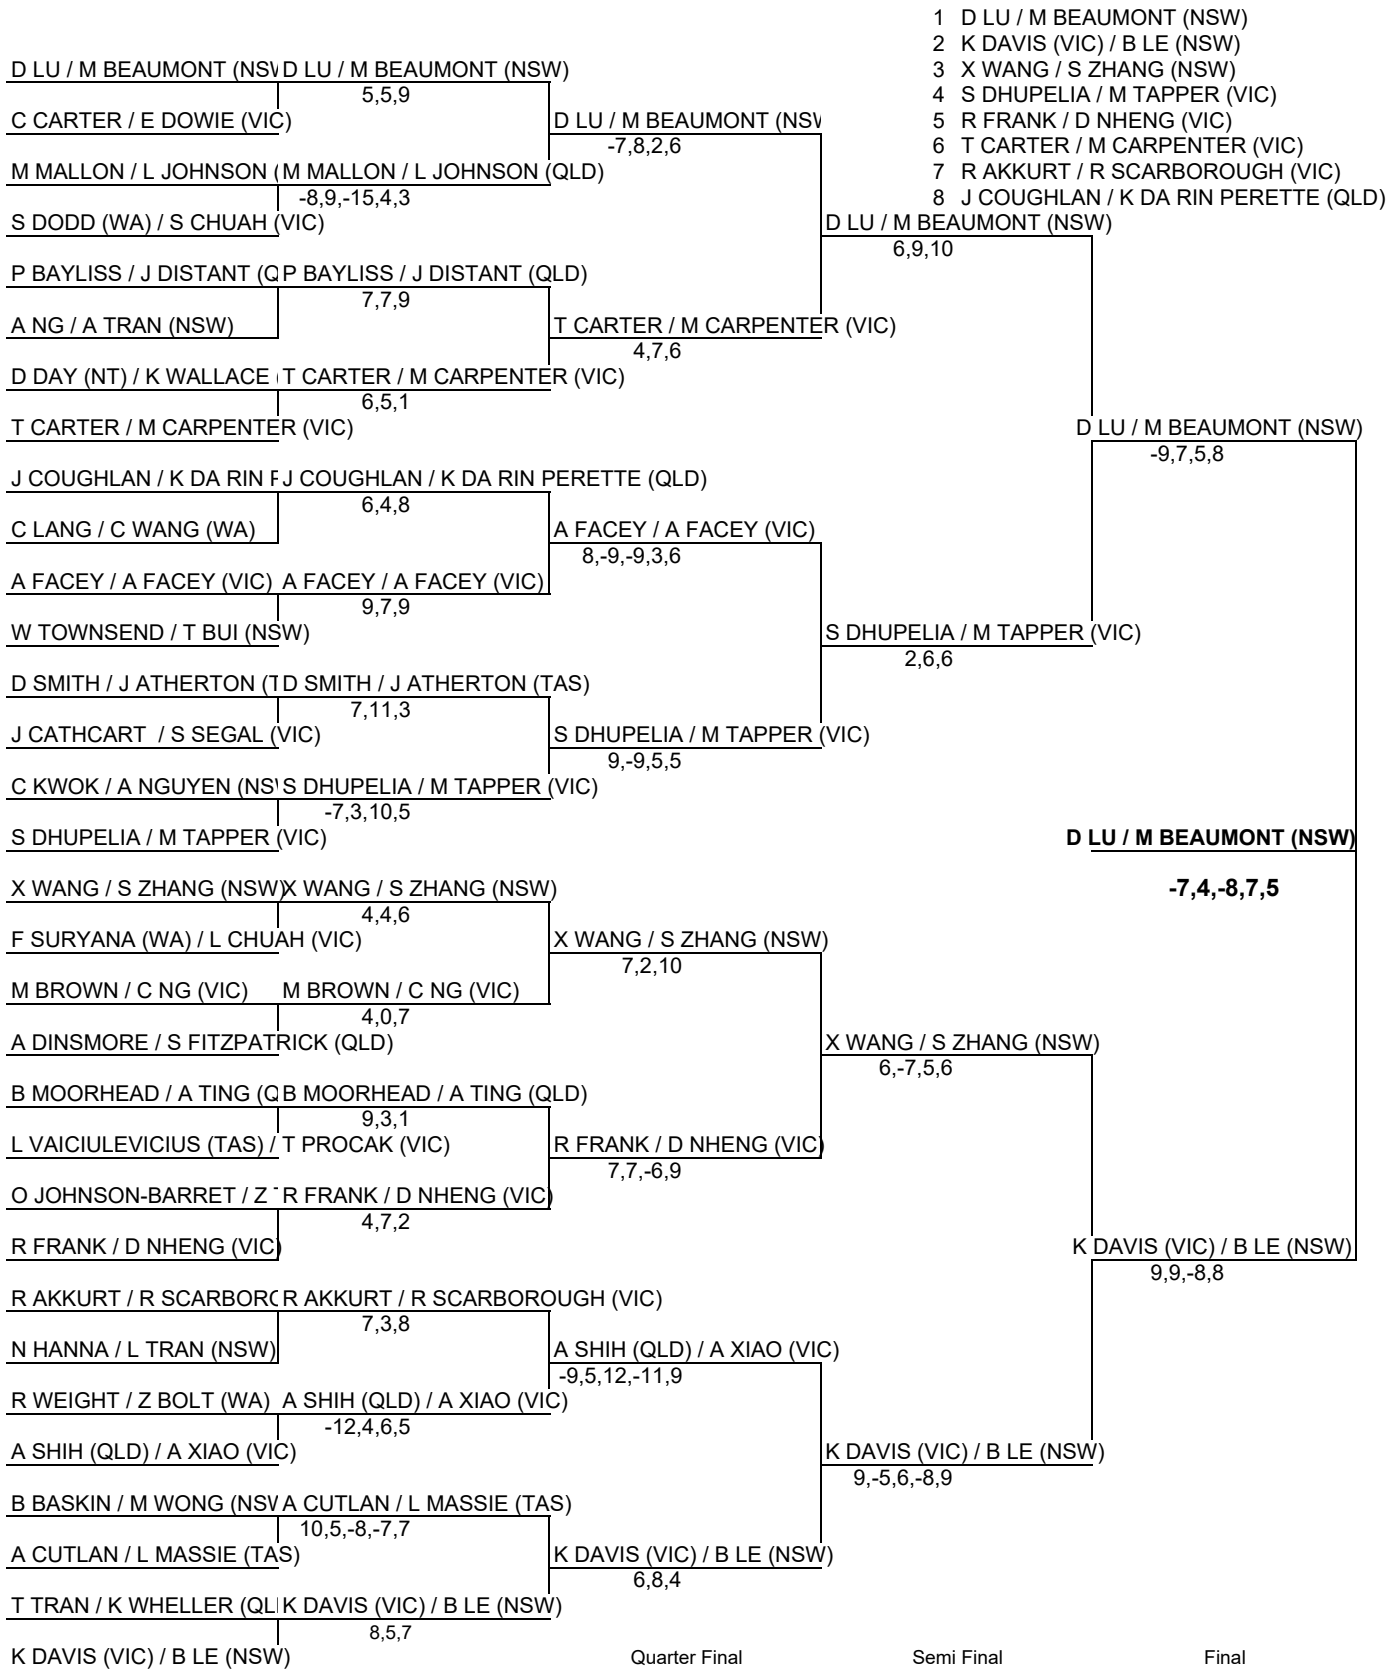 1 D LU / M BEAUMONT (NSW)
2 K DAVIS (VIC) / B LE (NSW)
3 X WANG / S ZHANG (NSW)
4 S DHUPELIA / M TAPPER (VIC)
5 R FRANK / D NHENG (VIC)
6 T CARTER / M CARPENTER (VIC)
7 R AKKURT / R SCARBOROUGH (VIC)
8 J COUGHLAN / K DA RIN PERETTE (QLD)
D LU / M BEAUMONT (NSW D LU / M BEAUMONT (NSW)
5,5,9
C CARTER / E DOWIE (VIC) D LU / M BEAUMONT (NSW
-7,8,2,6
M MALLON / L JOHNSON ( M MALLON / L JOHNSON (QLD)
-8,9,-15,4,3
S DODD (WA) / S CHUAH (VIC) D LU / M BEAUMONT (NSW)
6,9,10
P BAYLISS / J DISTANT (Q P BAYLISS / J DISTANT (QLD)
7,7,9
A NG / A TRAN (NSW) T CARTER / M CARPENTER (VIC)
4,7,6
D DAY (NT) / K WALLACE ( T CARTER / M CARPENTER (VIC)
6,5,1
T CARTER / M CARPENTER (VIC) D LU / M BEAUMONT (NSW)
-9,7,5,8
J COUGHLAN / K DA RIN P J COUGHLAN / K DA RIN PERETTE (QLD)
6,4,8
C LANG / C WANG (WA) A FACEY / A FACEY (VIC)
8,-9,-9,3,6
A FACEY / A FACEY (VIC) A FACEY / A FACEY (VIC)
9,7,9
W TOWNSEND / T BUI (NSW) S DHUPELIA / M TAPPER (VIC)
2,6,6
D SMITH / J ATHERTON (T D SMITH / J ATHERTON (TAS)
7,11,3
J CATHCART / S SEGAL (VIC) S DHUPELIA / M TAPPER (VIC)
9,-9,5,5
C KWOK / A NGUYEN (NSW S DHUPELIA / M TAPPER (VIC)
-7,3,10,5
S DHUPELIA / M TAPPER (VIC) D LU / M BEAUMONT (NSW)
-7,4,-8,7,5
X WANG / S ZHANG (NSW) X WANG / S ZHANG (NSW)
4,4,6
F SURYANA (WA) / L CHUAH (VIC) X WANG / S ZHANG (NSW)
7,2,10
M BROWN / C NG (VIC) M BROWN / C NG (VIC)
4,0,7
A DINSMORE / S FITZPATRICK (QLD) X WANG / S ZHANG (NSW)
6,-7,5,6
B MOORHEAD / A TING (Q B MOORHEAD / A TING (QLD)
9,3,1
L VAICIULEVICIUS (TAS) / T PROCAK (VIC) R FRANK / D NHENG (VIC)
7,7,-6,9
O JOHNSON-BARRET / Z T R FRANK / D NHENG (VIC)
4,7,2
R FRANK / D NHENG (VIC) K DAVIS (VIC) / B LE (NSW)
9,9,-8,8
R AKKURT / R SCARBORO R AKKURT / R SCARBOROUGH (VIC)
7,3,8
N HANNA / L TRAN (NSW) A SHIH (QLD) / A XIAO (VIC)
-9,5,12,-11,9
R WEIGHT / Z BOLT (WA) A SHIH (QLD) / A XIAO (VIC)
-12,4,6,5
A SHIH (QLD) / A XIAO (VIC) K DAVIS (VIC) / B LE (NSW)
9,-5,6,-8,9
B BASKIN / M WONG (NSW A CUTLAN / L MASSIE (TAS)
10,5,-8,-7,7
A CUTLAN / L MASSIE (TAS) K DAVIS (VIC) / B LE (NSW)
6,8,4
T TRAN / K WHELLER (QL K DAVIS (VIC) / B LE (NSW)
8,5,7
K DAVIS (VIC) / B LE (NSW) Quarter Final Semi Final Final